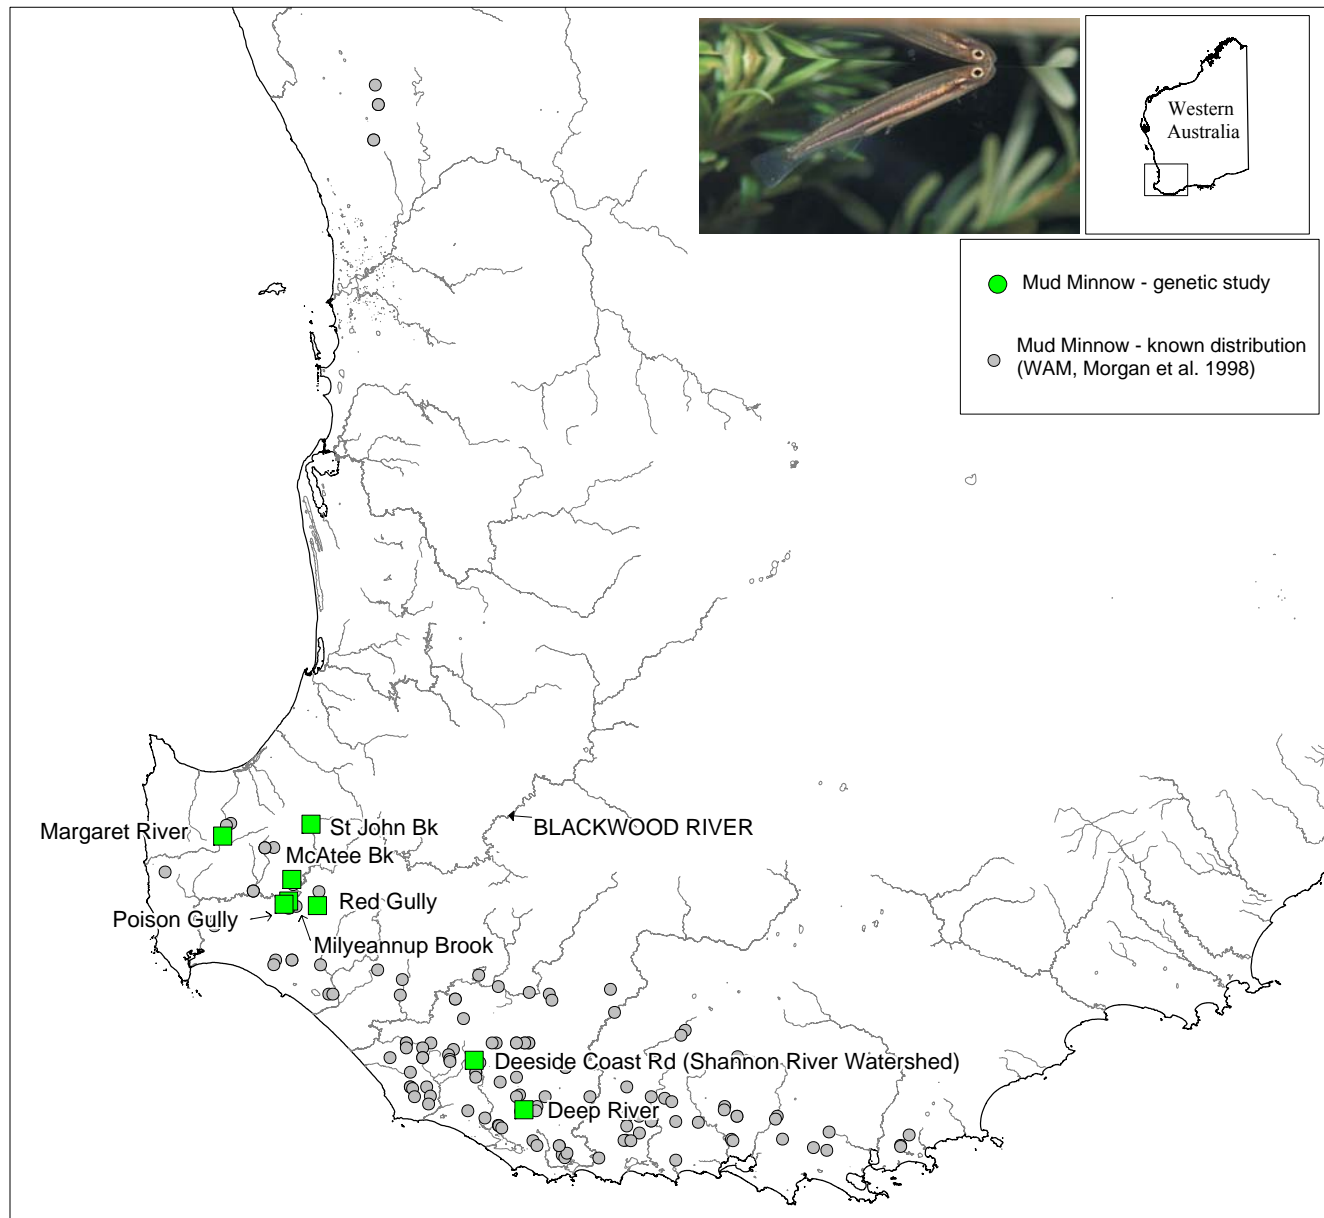 Western
Australia
Mud Minnow - genetic study
Mud Minnow - known distribution
(WAM, Morgan et al. 1998)
Margaret River
St John Bk
BLACKWOOD RIVER
McAtee Bk
Red Gully
Poison Gully
Milyeannup Brook
Deeside Coast Rd (Shannon River Watershed)
Deep River